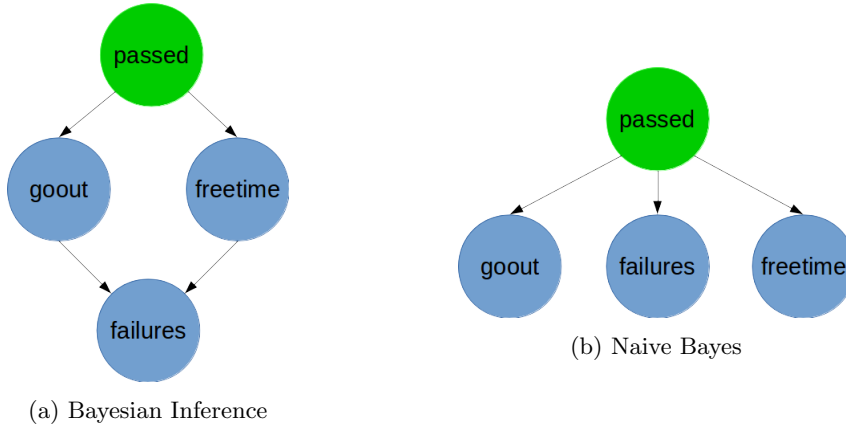 passed
goout
freetime
failures
(a) Bayesian Inference
passed
goout
failures
freetime
(b) Naive Bayes